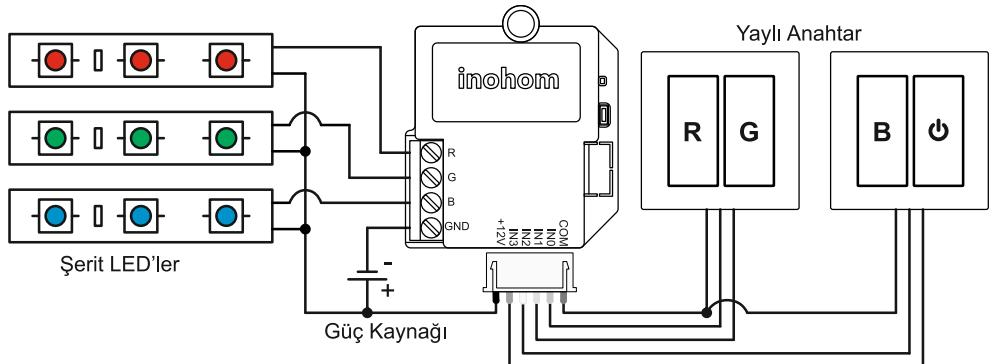 Yaylı Anahtar
inohom
R
G
B
GND
R
G
B
+12V
IN3
IN2
IN1
IN0
COM
Şerit LED'ler
-
+
Güç Kaynağı